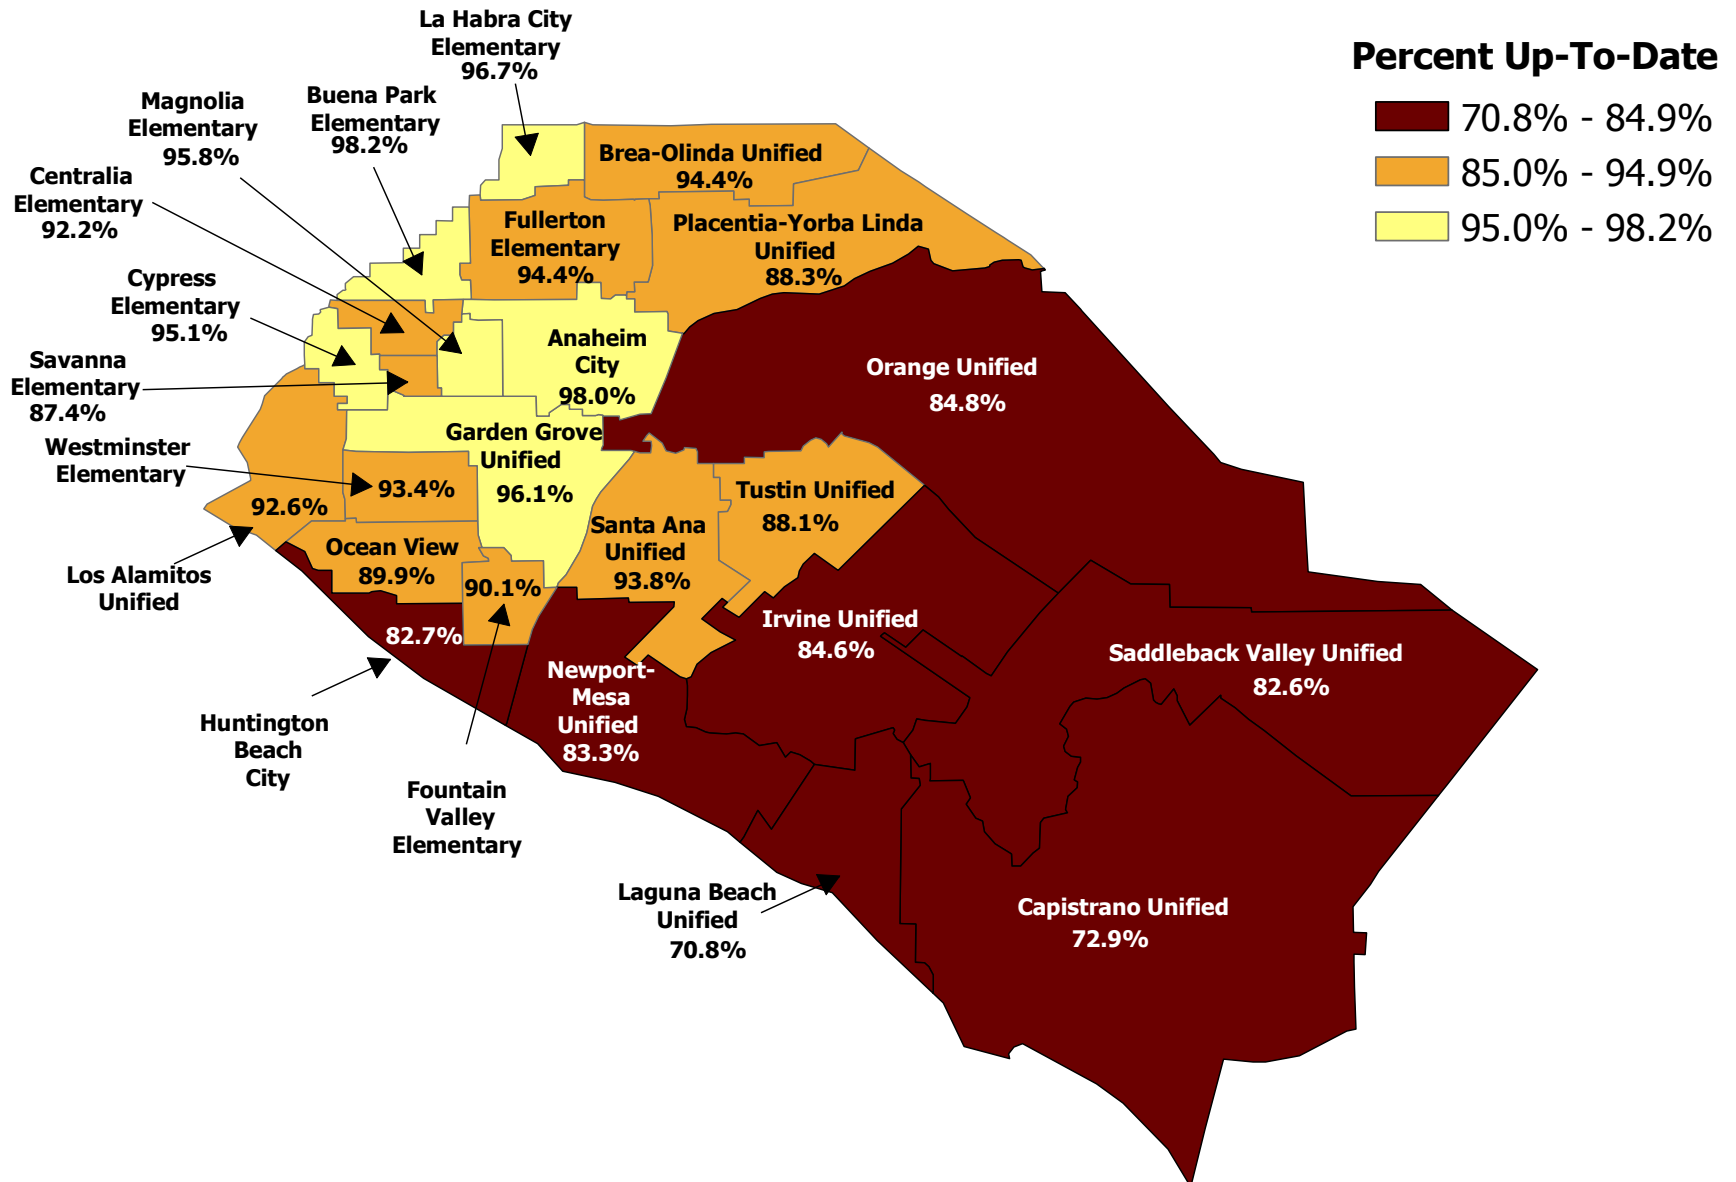 La Habra City
Elementary
96.7%
Percent Up-To-Date
70.8% - 84.9%
85.0% - 94.9%
95.0% - 98.2%
Magnolia
Elementary
95.8%
Buena Park
Elementary
98.2%
Brea-Olinda Unified
94.4%
Centralia
Elementary
92.2%
Fullerton
Elementary
94.4%
Placentia-Yorba Linda
Unified
88.3%
Cypress
Elementary
95.1%
Anaheim
City
98.0%
Savanna
Elementary
87.4%
Orange Unified
84.8%
Westminster
Elementary
93.4%
Garden Grove
Unified
96.1%
92.6%
Los Alamitos
Unified
Ocean View
89.9%
90.1%
Santa Ana
Unified
93.8%
Tustin Unified
88.1%
Irvine Unified
84.6%
Saddleback Valley Unified
82.6%
82.7%
Huntington
Beach
City
Newport-
Mesa
Unified
83.3%
Fountain
Valley
Elementary
Laguna Beach
Unified
70.8%
Capistrano Unified
72.9%